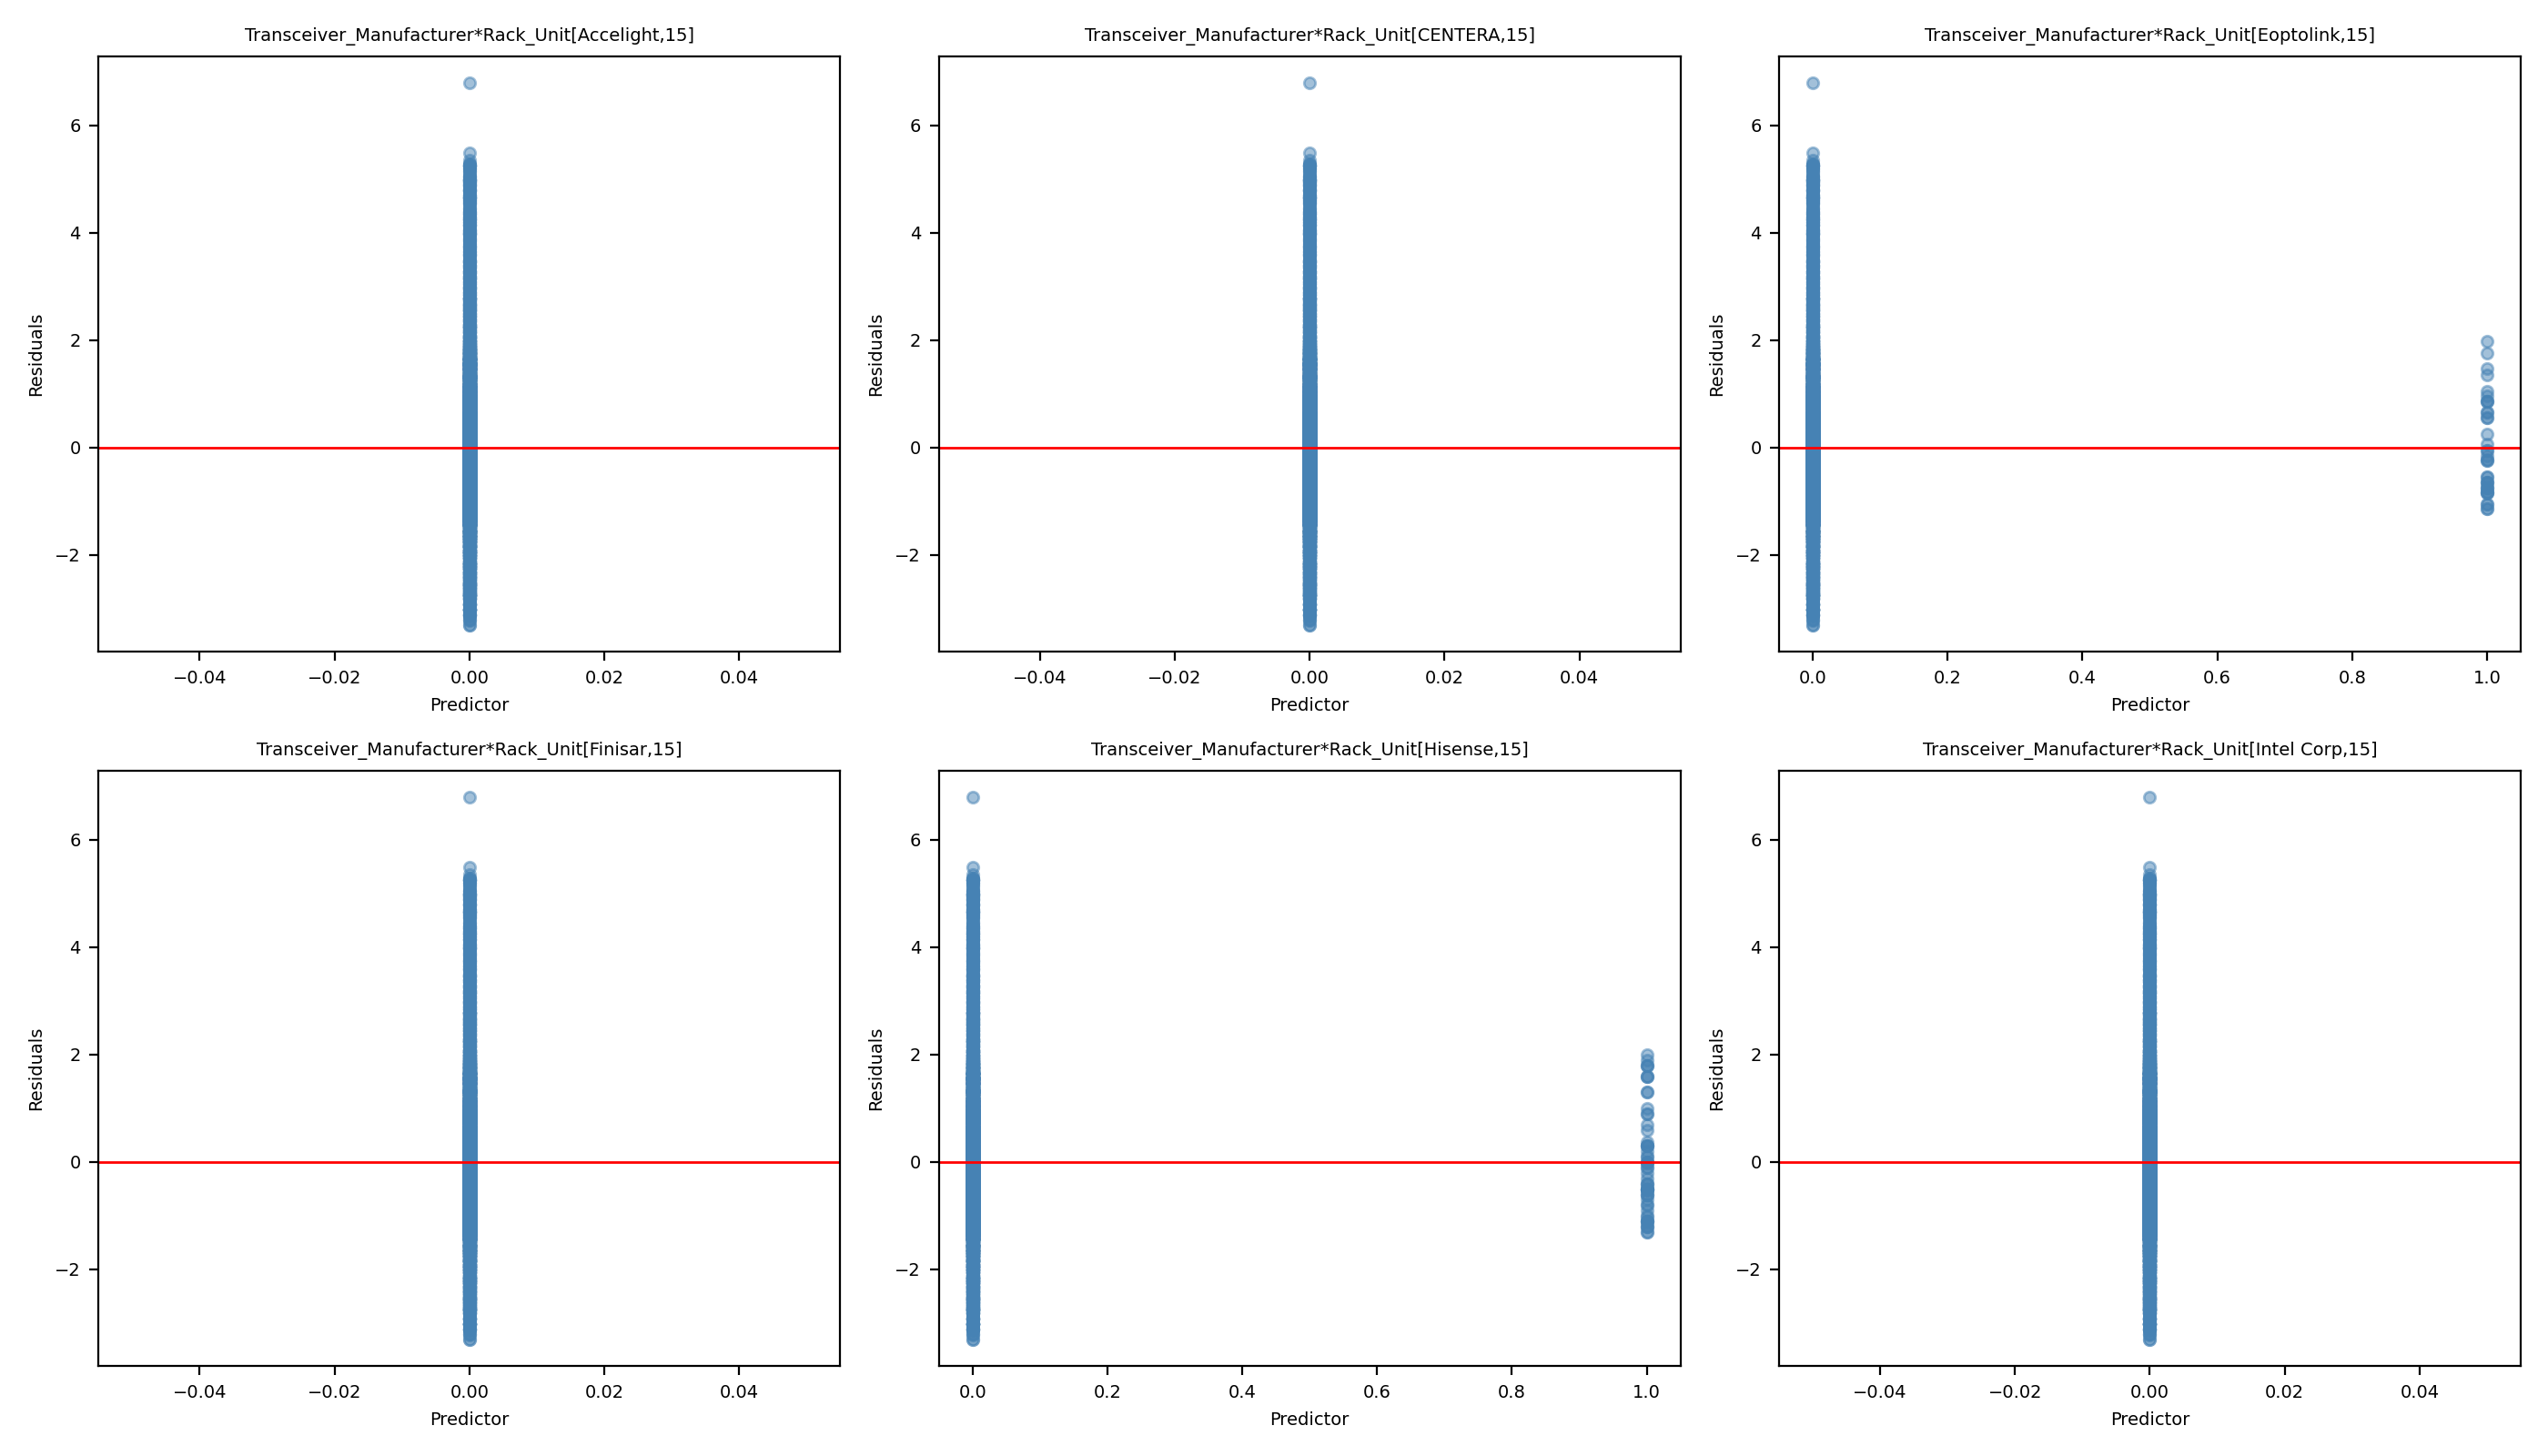 Transceiver_Manufacturer*Rack_Unit[Accelight,15]
6
4
2
0
−2
Residuals
−0.04 −0.02 0.00 0.02 0.04
Predictor
Transceiver_Manufacturer*Rack_Unit[CENTERA,15]
6
4
2
0
−2
Residuals
−0.04 −0.02 0.00 0.02 0.04
Predictor
Transceiver_Manufacturer*Rack_Unit[Eoptolink,15]
6
4
2
0
−2
Residuals
0.0 0.2 0.4 0.6 0.8 1.0
Predictor
Transceiver_Manufacturer*Rack_Unit[Finisar,15]
6
4
2
0
−2
Residuals
−0.04 −0.02 0.00 0.02 0.04
Predictor
Transceiver_Manufacturer*Rack_Unit[Hisense,15]
6
4
2
0
−2
Residuals
0.0 0.2 0.4 0.6 0.8 1.0
Predictor
Transceiver_Manufacturer*Rack_Unit[Intel Corp,15]
6
4
2
0
−2
Residuals
−0.04 −0.02 0.00 0.02 0.04
Predictor